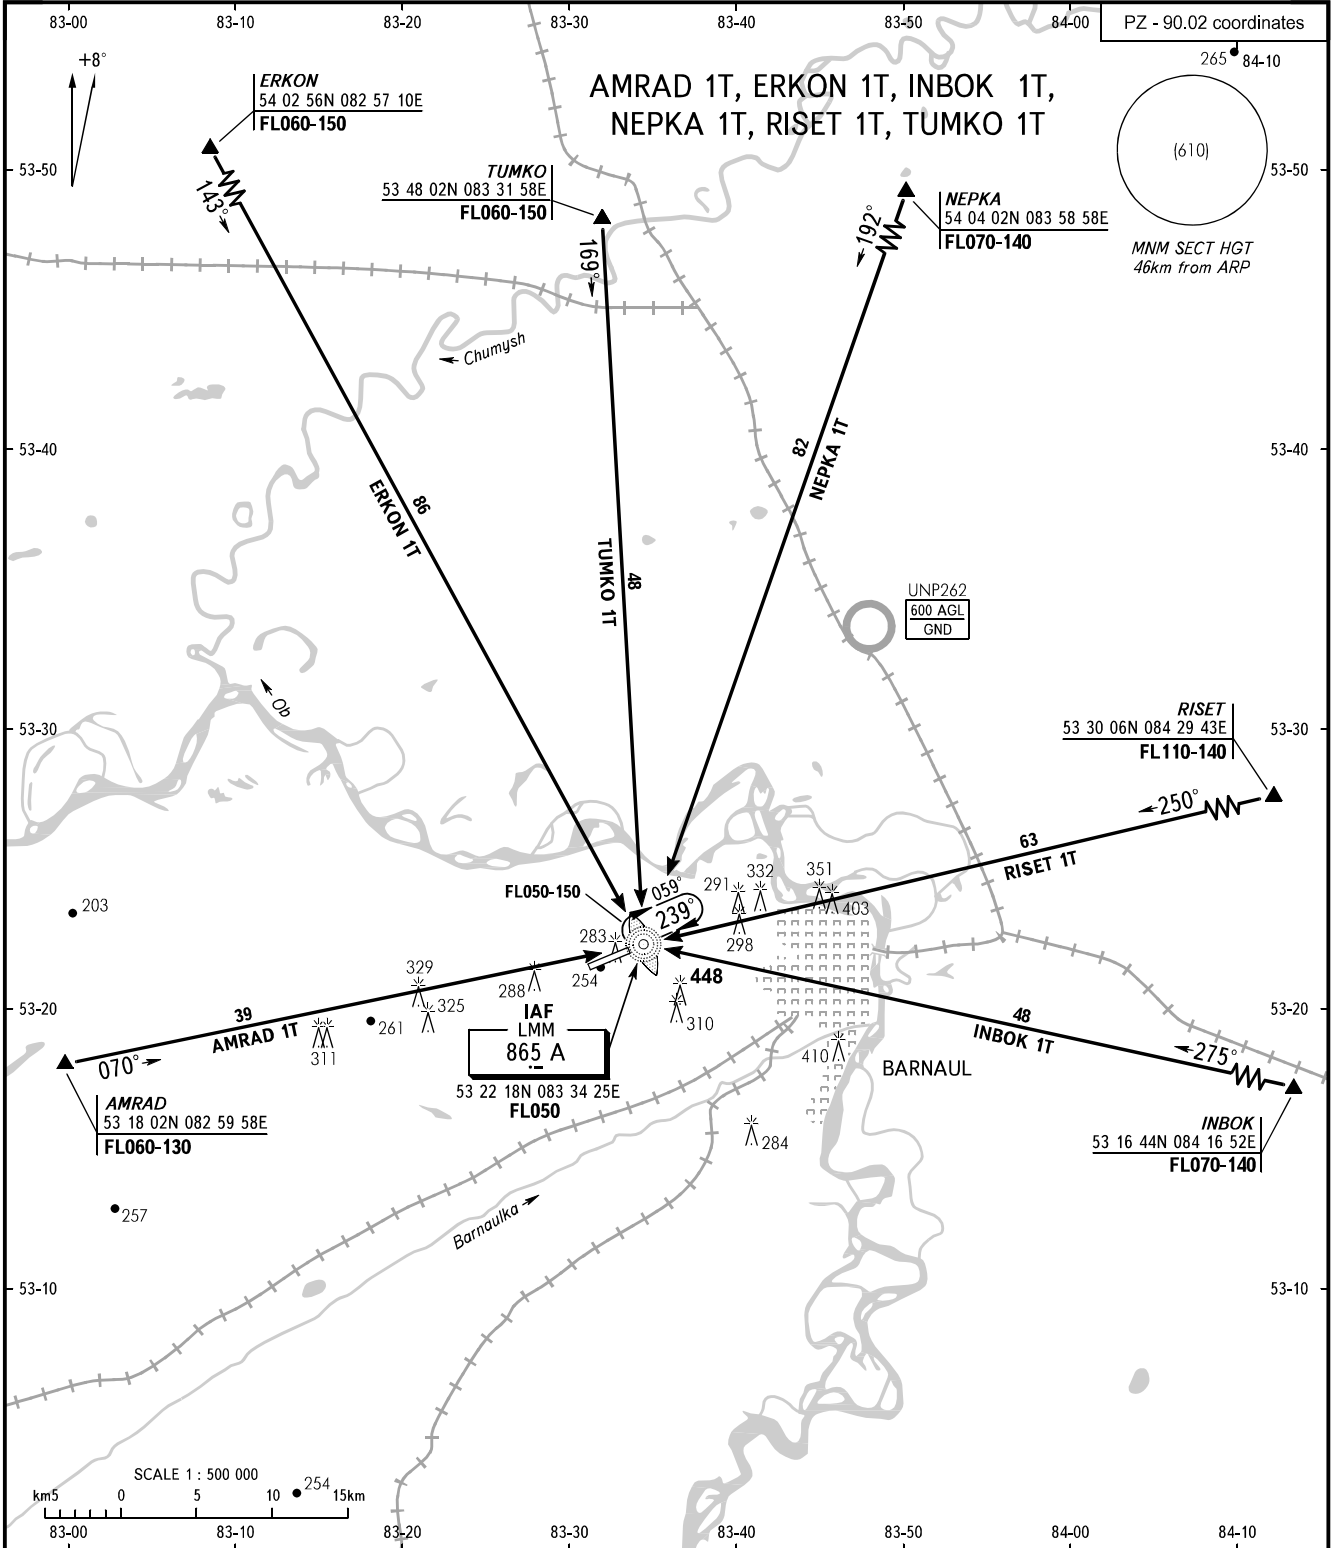 83-00 83-10 83-20 83-30 83-40 83-50 84-00
PZ - 90.02 coordinates
265 84-10
+8°
AMRAD 1T, ERKON 1T, INBOK 1T,
NEPKA 1T, RISET 1T, TUMKO 1T
(610)
MNM SECT HGT
46km from ARP
ERKON
54 02 56N 082 57 10E
FL060-150
143°
TUMKO
53 48 02N 083 31 58E
FL060-150
169°
NEPKA
54 04 02N 083 58 58E
FL070-140
192°
53-50 53-50
Chumysh
53-40 53-40
86
ERKON 1T
48
TUMKO 1T
82
NEPKA 1T
UNP262
600 AGL
GND
Ob
53-30 53-30
RISET
53 30 06N 084 29 43E
FL110-140
250°
63
RISET 1T
FL050-150
059°
239°
291
332
351
403
298
203
283
254
288
329
325
448
310
261
311
39
AMRAD 1T
070°
53-20 53-20
IAF
LMM
865 A
53 22 18N 083 34 25E
FL050
48
INBOK 1T
275°
410
BARNAUL
284
AMRAD
53 18 02N 082 59 58E
FL060-130
INBOK
53 16 44N 084 16 52E
FL070-140
257
Barnaulka
53-10 53-10
SCALE 1 : 500 000
254
km5 0 5 10 15km
83-00 83-10 83-20 83-30 83-40 83-50 84-00 84-10